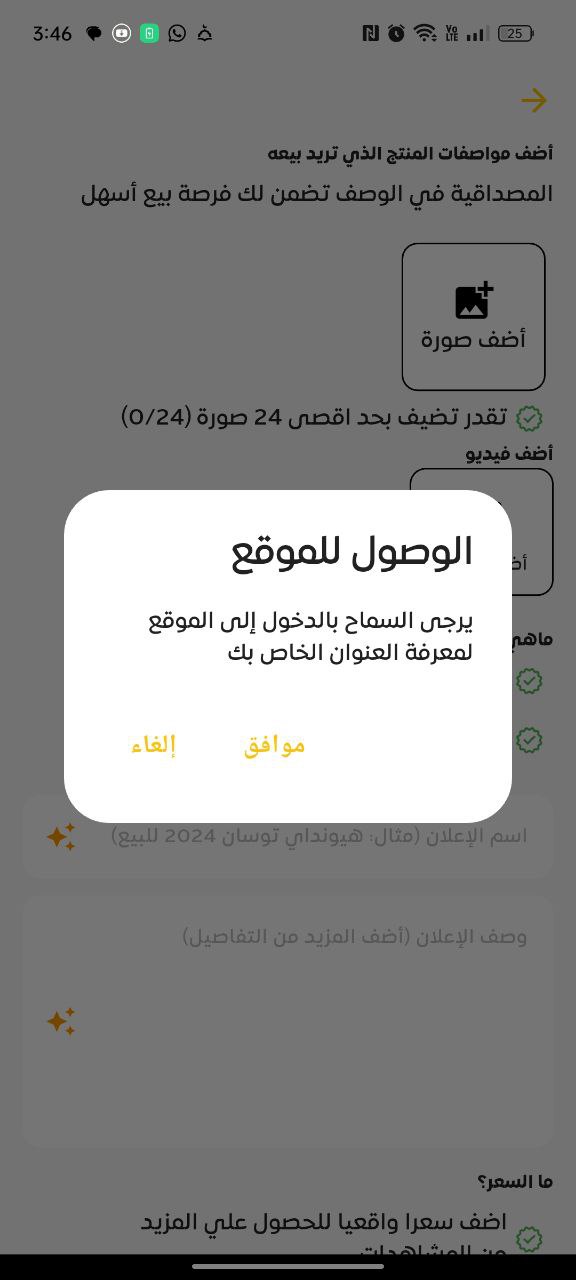 3:46
Vo LTE
25
أضف مواصفات المنتج الذي تريد بيعه
المصداقية في الوصف تضمن لك فرصة بيع أسهل
أضف صورة
تقدر تضيف بحد اقصى 24 صورة (0/24)
أضف فيديو
الوصول للموقع
يرجى السماح بالدخول إلى الموقع
لمعرفة العنوان الخاص بك
موافق
إلغاء
ماهي
اسم الإعلان (مثال: هيونداي توسان 2024 للبيع)
وصف الإعلان (أضف المزيد من التفاصيل)
ما السعر؟
اضف سعرا واقعيا للحصول علي المزيد
من المشاهدات